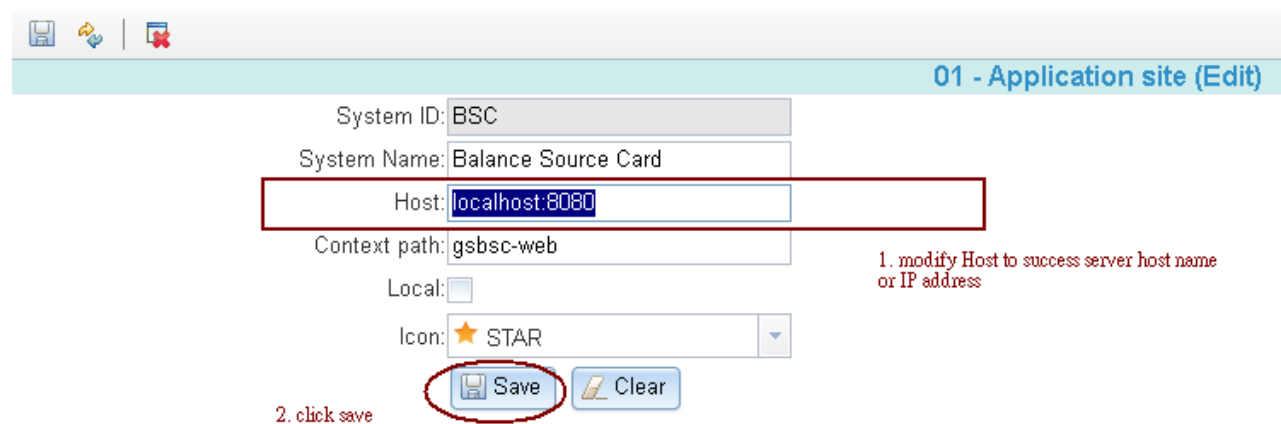 01 - Application site (Edit)
System ID: BSC
System Name: Balance Source Card
Host: localhost:8080
Context path: gsbsc-web
1. modify Host to success server host name
or IP address
Local:
Icon: STAR
Save Clear
2. click save